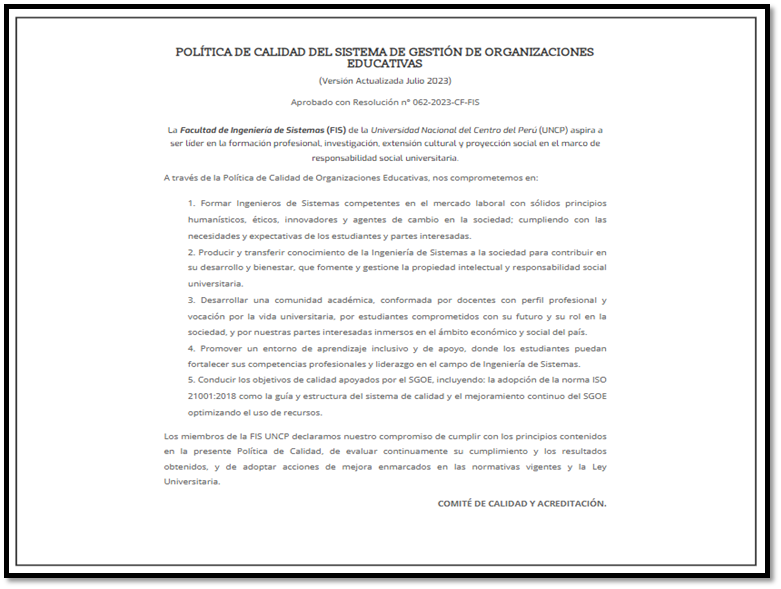 POLÍTICA DE CALIDAD DEL SISTEMA DE GESTIÓN DE ORGANIZACIONES
EDUCATIVAS
(Versión Actualizada Julio 2023)
Aprobado con Resolución n° 062-2023-CF-FIS
La Facultad de Ingeniería de Sistemas (FIS) de la Universidad Nacional del Centro del Perú (UNCP) aspira a
ser líder en la formación profesional, investigación, extensión cultural y proyección social en el marco de
responsabilidad social universitaria.
A través de la Política de Calidad de Organizaciones Educativas, nos comprometemos en:
1. Formar Ingenieros de Sistemas competentes en el mercado laboral con sólidos principios
humanísticos, éticos, innovadores y agentes de cambio en la sociedad; cumpliendo con las
necesidades y expectativas de los estudiantes y partes interesadas.
2. Producir y transferir conocimiento de la Ingeniería de Sistemas a la sociedad para contribuir en
su desarrollo y bienestar, que fomente y gestione la propiedad intelectual y responsabilidad social
universitaria.
3. Desarrollar una comunidad académica, conformada por docentes con perfil profesional y
vocación por la vida universitaria, por estudiantes comprometidos con su futuro y su rol en la
sociedad, y por nuestras partes interesadas inmersos en el ámbito económico y social del país.
4. Promover un entorno de aprendizaje inclusivo y de apoyo, donde los estudiantes puedan
fortalecer sus competencias profesionales y liderazgo en el campo de Ingeniería de Sistemas.
5. Conducir los objetivos de calidad apoyados por el SGOE, incluyendo: la adopción de la norma ISO
21001:2018 como la guía y estructura del sistema de calidad y el mejoramiento continuo del SGOE
optimizando el uso de recursos.
Los miembros de la FIS UNCP declaramos nuestro compromiso de cumplir con los principios contenidos
en la presente Política de Calidad, de evaluar continuamente su cumplimiento y los resultados
obtenidos, y de adoptar acciones de mejora enmarcados en las normativas vigentes y la Ley
Universitaria.
COMITÉ DE CALIDAD Y ACREDITACIÓN.